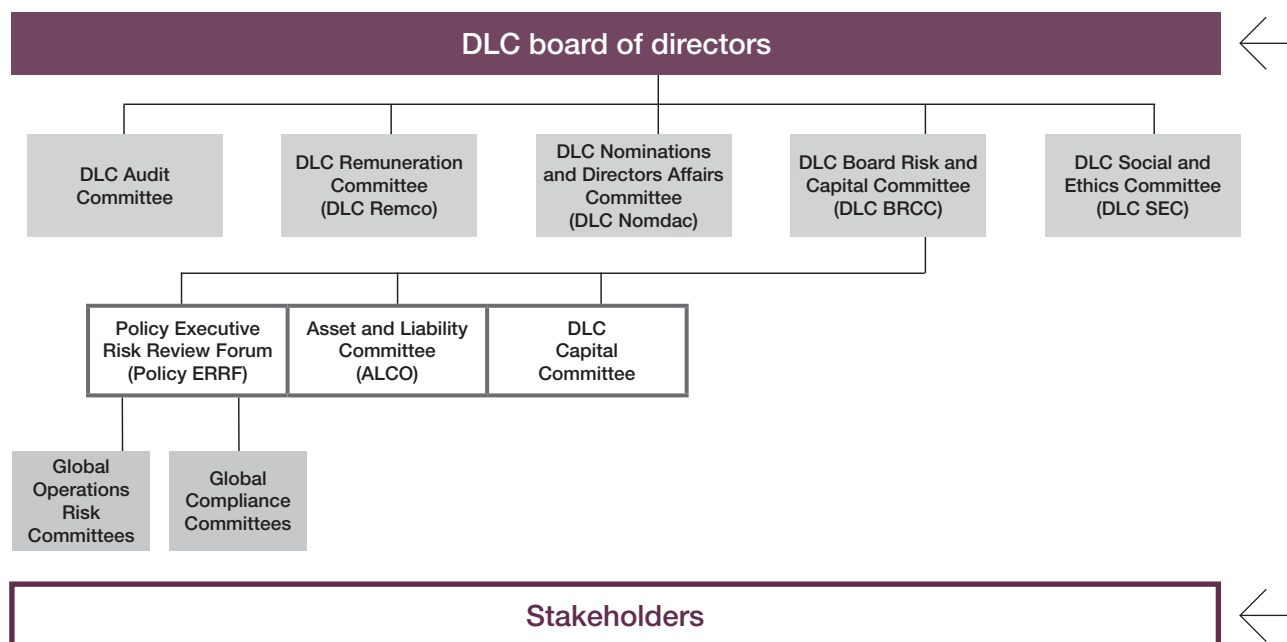 DLC board of directors
DLC Audit
Committee
DLC Remuneration
Committee
(DLC Remco)
DLC Nominations
and Directors Affairs
Committee
(DLC Nomdac)
DLC Board Risk and
Capital Committee
(DLC BRCC)
DLC Social and
Ethics Committee
(DLC SEC)
Policy Executive
Risk Review Forum
(Policy ERRF)
Asset and Liability
Committee
(ALCO)
DLC
Capital
Committee
Global
Operations
Risk
Committees
Global
Compliance
Committees
Stakeholders